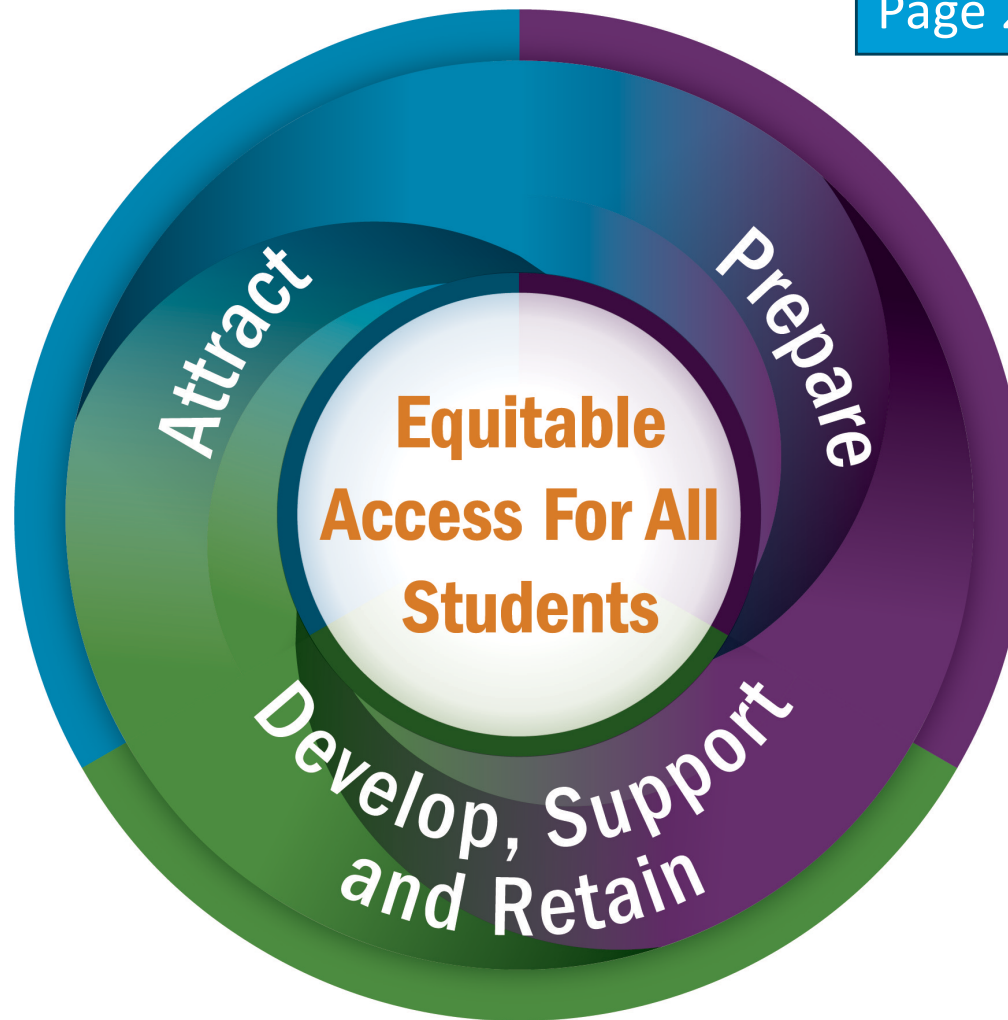 Page 2
Attract
Prepare
Equitable
Access For All
Students
Develop, Support
and Retain